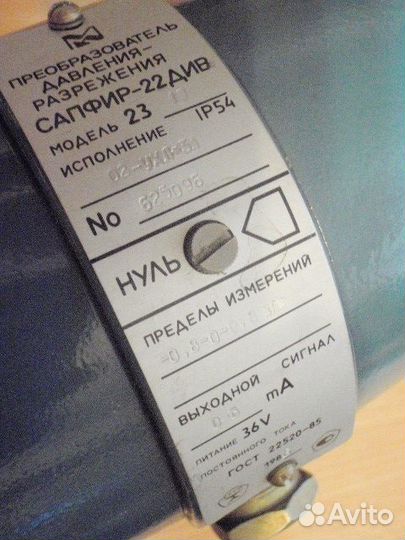 ПРЕОБРАЗОВАТЕЛЬ
ДАВЛЕНИЯ-
РАЗРЕЖЕНИЯ
САПФИР-22ДИВ
МОДЕЛЬ 23
ИСПОЛНЕНИЕ IP54
No
НУЛЬ
ПРЕДЕЛЫ ИЗМЕРЕНИЙ
ВЫХОДНОЙ СИГНАЛ
mA
ПИТАНИЕ 36V
ПОСТОЯННОГО ТОКА
ГОСТ 22520-85
Avito